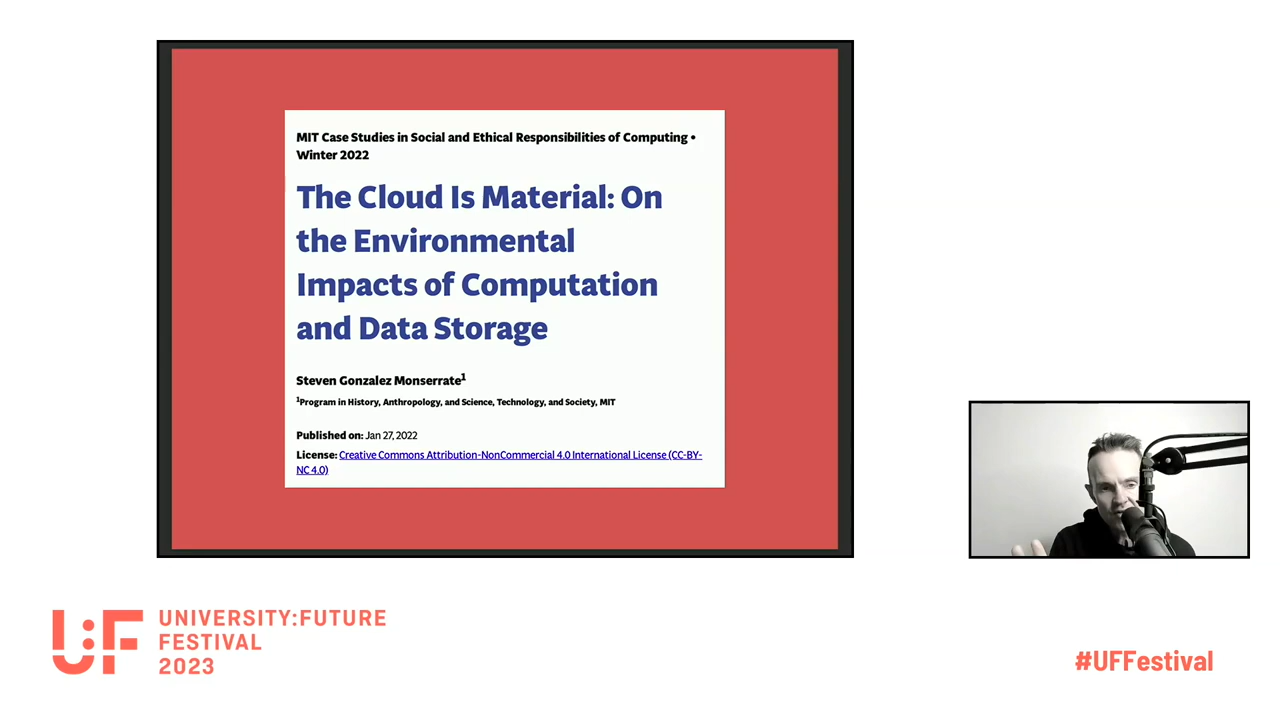 MIT Case Studies in Social and Ethical Responsibilities of Computing •
Winter 2022
The Cloud Is Material: On
the Environmental
Impacts of Computation
and Data Storage
Steven Gonzalez Monserrate1
1Program in History, Anthropology, and Science, Technology, and Society, MIT
Published on: Jan 27, 2022
License: Creative Commons Attribution-NonCommercial 4.0 International License (CC-BY-
NC 4.0)
U:F
UNIVERSITY:FUTURE
FESTIVAL
2023
#UFFestival